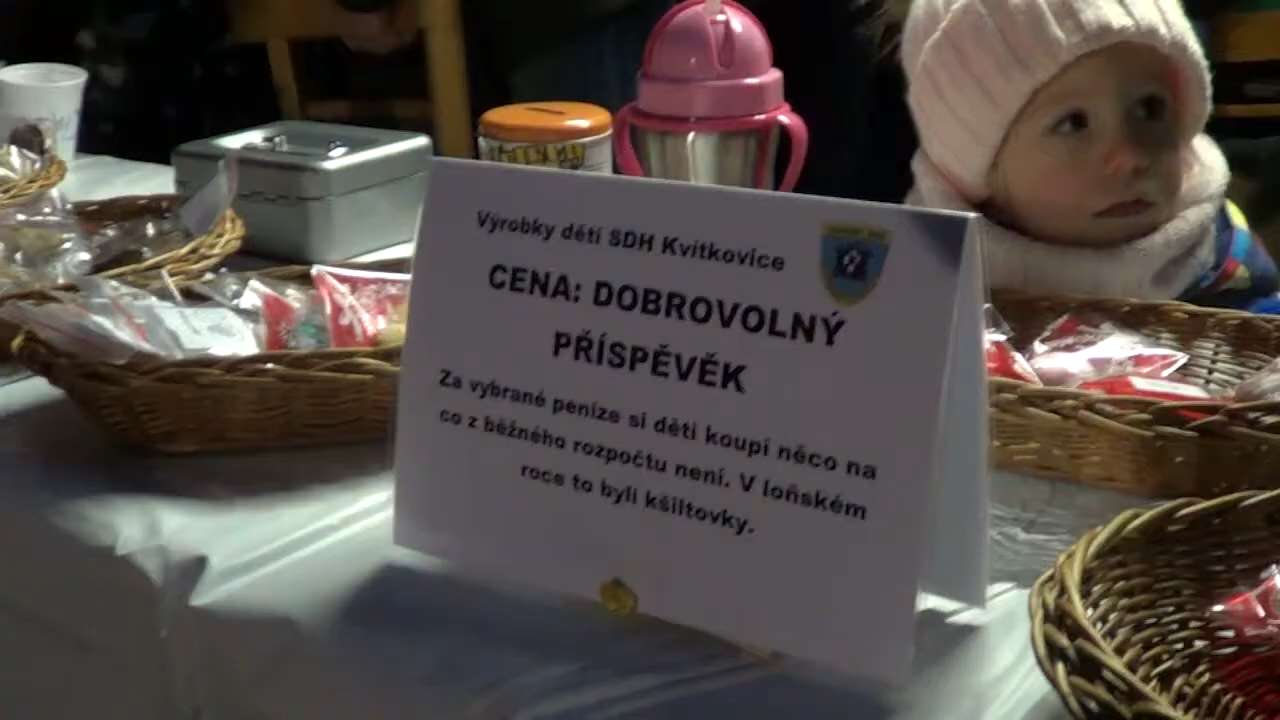 Výrobky dětí SDH Kvítkovice
CENA: DOBROVOLNÝ
PŘÍSPĚVĚK
Za vybrané peníze si děti koupí něco na
co z běžného rozpočtu není. V loňském
roce to byli kšiltovky.